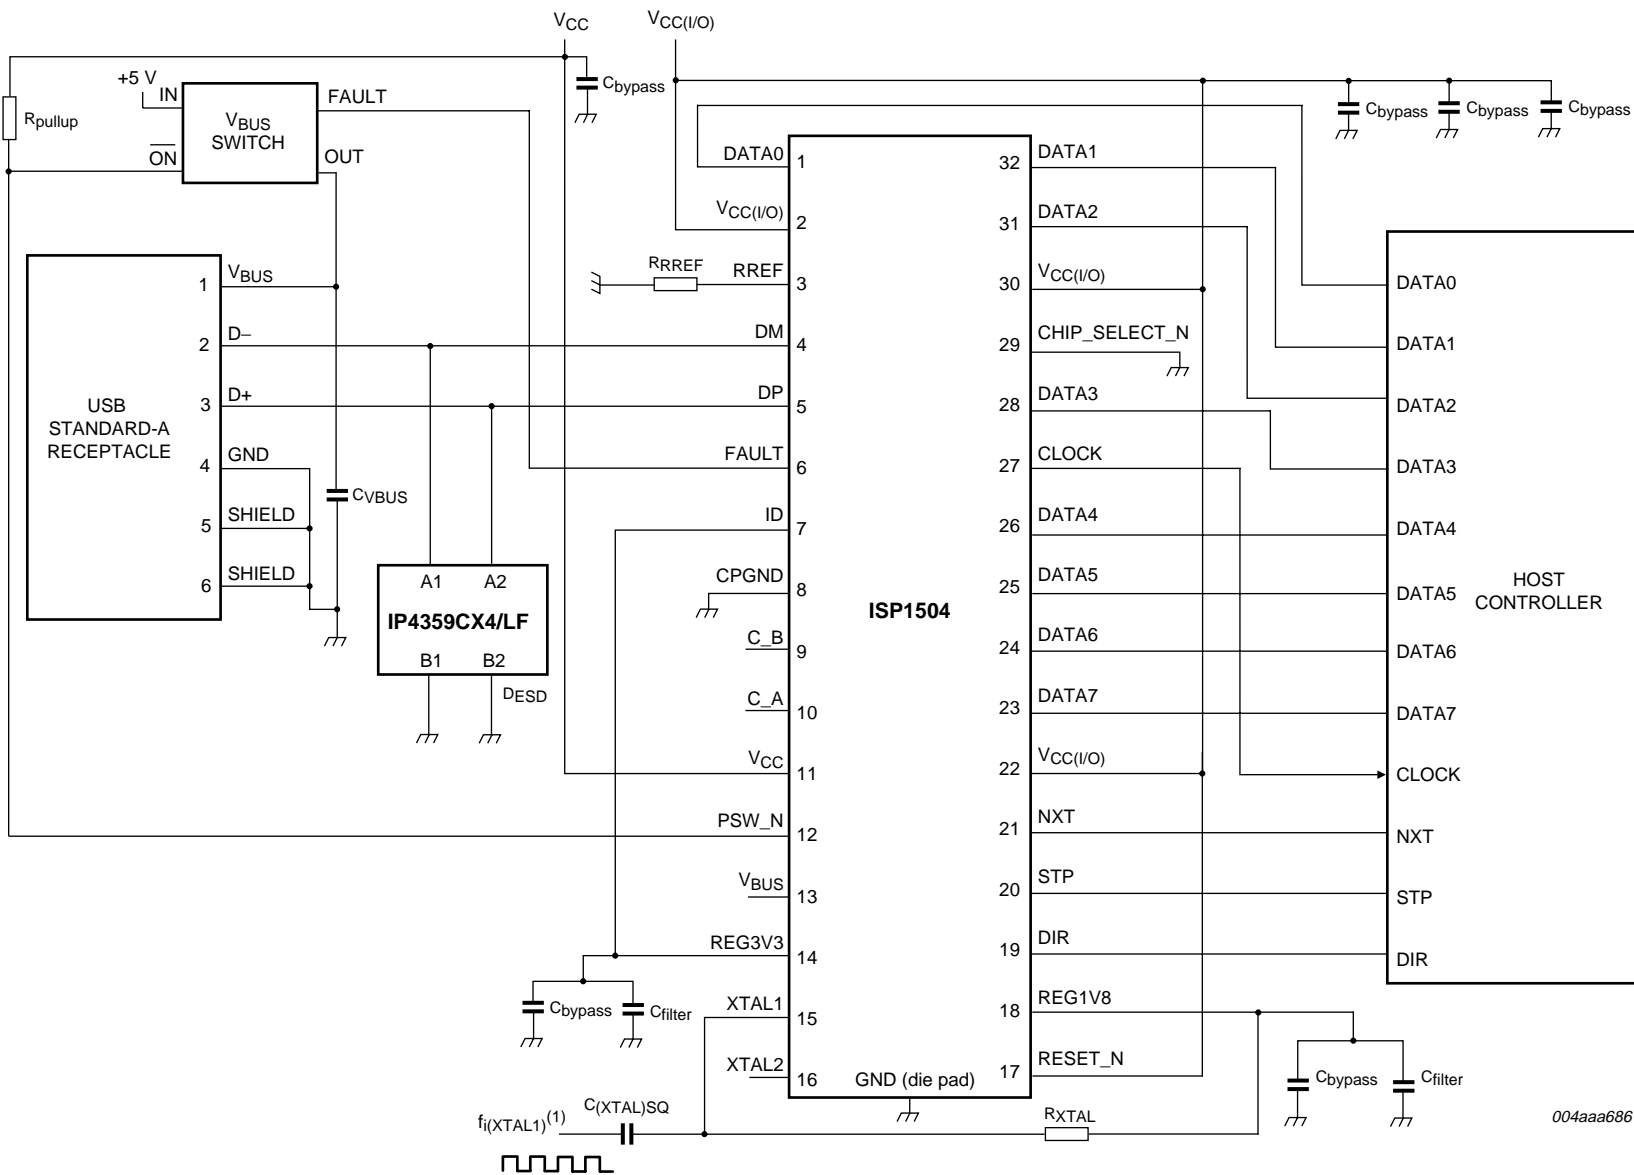 VCC
VCC(I/O)
Cbypass
Cbypass
Cbypass
Cbypass
Rpullup
+5 V
IN
ON
VBUS
SWITCH
FAULT
OUT
USB
STANDARD-A
RECEPTACLE
1
VBUS
2
D−
3
D+
4
GND
5
SHIELD
6
SHIELD
CVBUS
A1
A2
IP4359CX4/LF
B1
B2
DESD
RRREF
ISP1504
GND (die pad)
DATA0
1
VCC(I/O)
2
RREF
3
DM
4
DP
5
FAULT
6
ID
7
CPGND
8
C_B
9
C_A
10
VCC
11
PSW_N
12
VBUS
13
REG3V3
14
XTAL1
15
XTAL2
16
Cbypass
Cfilter
32
DATA1
31
DATA2
30
VCC(I/O)
29
CHIP_SELECT_N
28
DATA3
27
CLOCK
26
DATA4
25
DATA5
24
DATA6
23
DATA7
22
VCC(I/O)
21
NXT
20
STP
19
DIR
18
REG1V8
17
RESET_N
HOST
CONTROLLER
DATA0
DATA1
DATA2
DATA3
DATA4
DATA5
DATA6
DATA7
CLOCK
NXT
STP
DIR
Cbypass
Cfilter
fi(XTAL1)(1)
C(XTAL)SQ
RXTAL
004aaa686